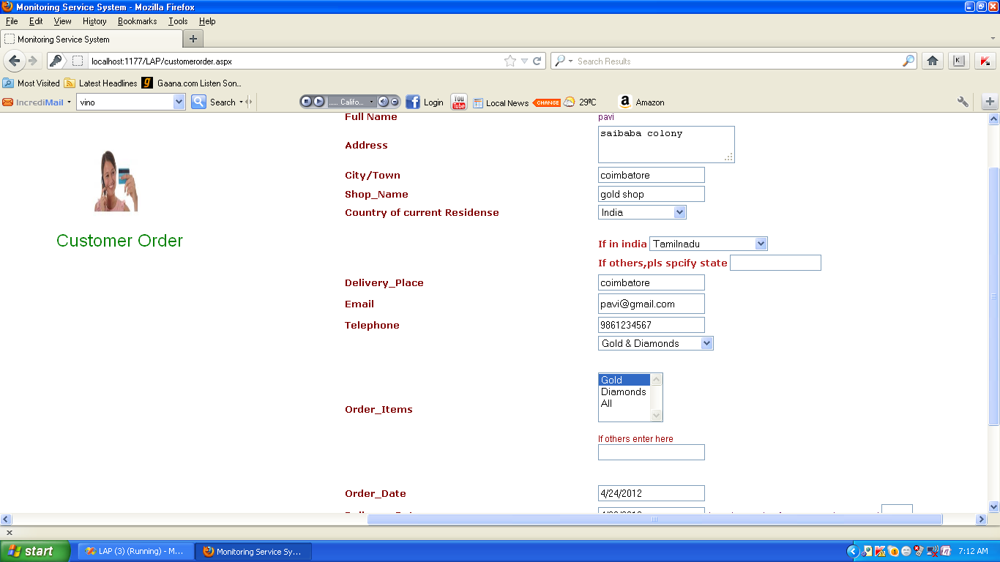 Monitoring Service System - Mozilla Firefox
File Edit View History Bookmarks Tools Help
Monitoring Service System
localhost:1177/LAP/customerorder.aspx
Search Results
Most Visited Latest Headlines Gaana.com Listen Son...
IncrediMail vino Search ..... Califo... Login You Tube Local News CHANGE 29ºC a Amazon
Full Name pavi
Address saibaba colony
City/Town coimbatore
Shop_Name gold shop
Country of current Residense India
Customer Order
If in india Tamilnadu
If others,pls spcify state
Delivery_Place coimbatore
Email pavi@gmail.com
Telephone 9861234567
Gold & Diamonds
Gold
Diamonds
All
Order_Items
If others enter here
Order_Date 4/24/2012
start LAP (3) (Running) - M... Monitoring Service Sy... 7:12 AM